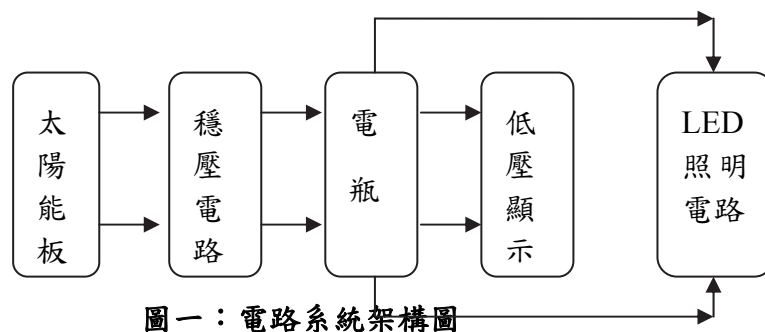 太陽能板
穩壓電路
電瓶
低壓顯示
LED
照明
電路
圖一：電路系統架構圖